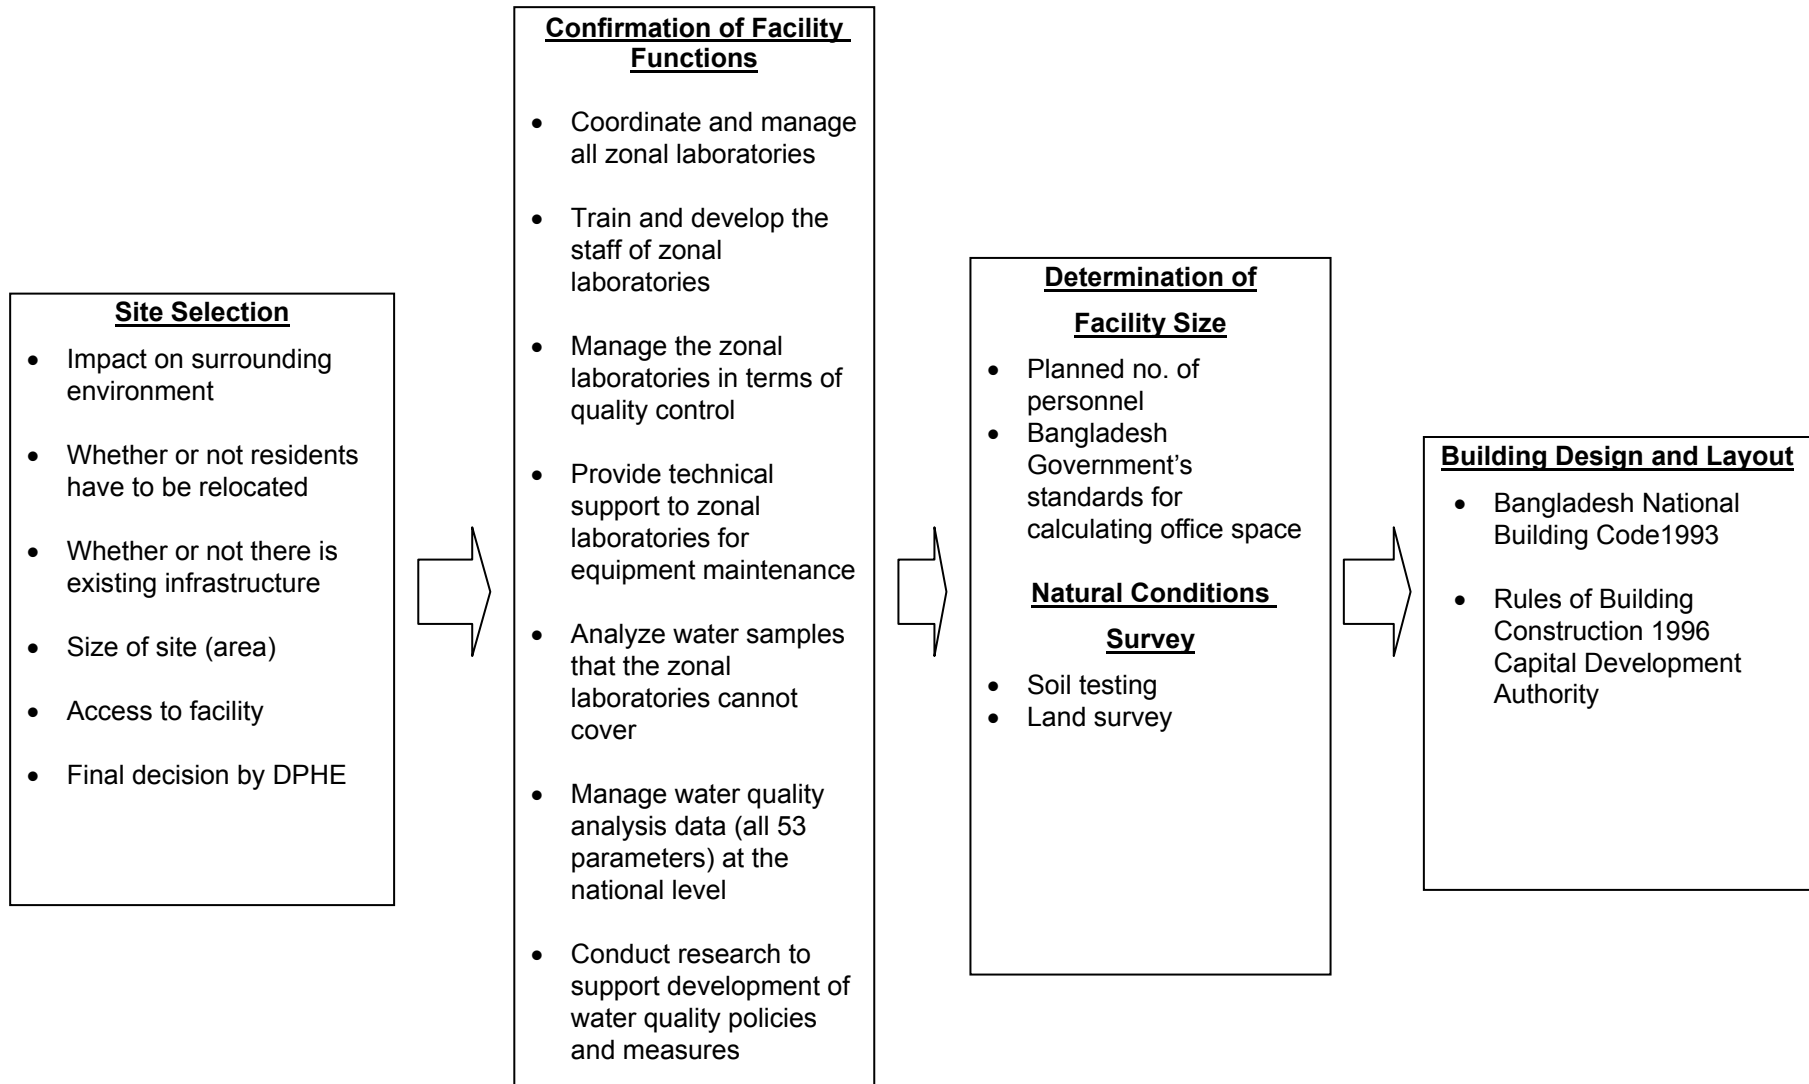 Site Selection
• Impact on surrounding
environment
• Whether or not residents
have to be relocated
• Whether or not there is
existing infrastructure
• Size of site (area)
• Access to facility
• Final decision by DPHE
Confirmation of Facility
Functions
• Coordinate and manage
all zonal laboratories
• Train and develop the
staff of zonal
laboratories
• Manage the zonal
laboratories in terms of
quality control
• Provide technical
support to zonal
laboratories for
equipment maintenance
• Analyze water samples
that the zonal
laboratories cannot
cover
• Manage water quality
analysis data (all 53
parameters) at the
national level
• Conduct research to
support development of
water quality policies
and measures
Determination of
Facility Size
• Planned no. of
personnel
• Bangladesh
Government’s
standards for
calculating office space
Natural Conditions
Survey
• Soil testing
• Land survey
Building Design and Layout
• Bangladesh National
Building Code1993
• Rules of Building
Construction 1996
Capital Development
Authority